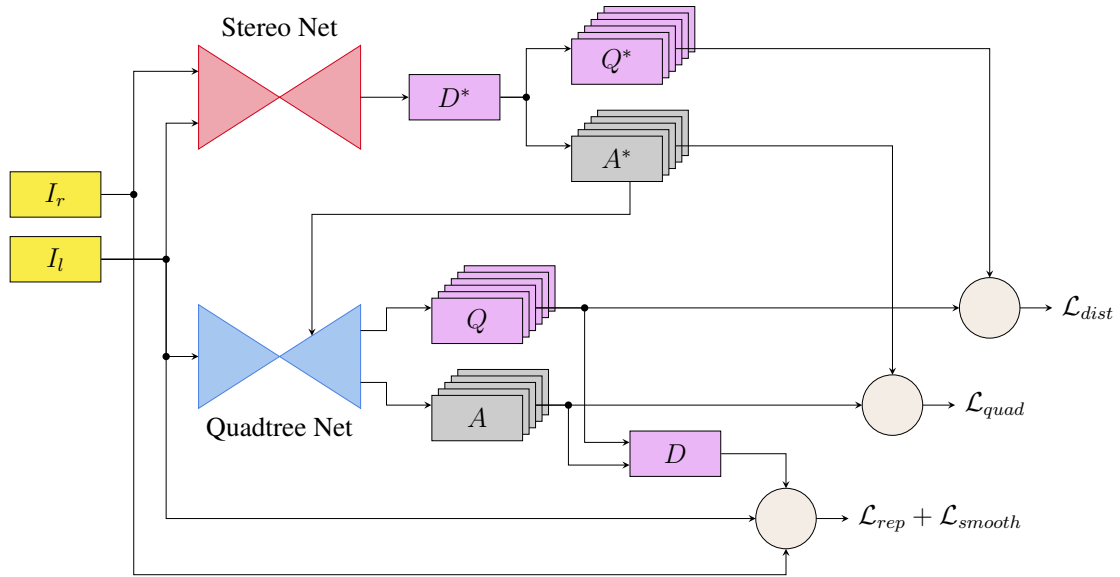 Stereo Net
Q*
D*
A*
I_r
I_l
Q
ℒ_dist
A
ℒ_quad
Quadtree Net
D
ℒ_rep + ℒ_smooth